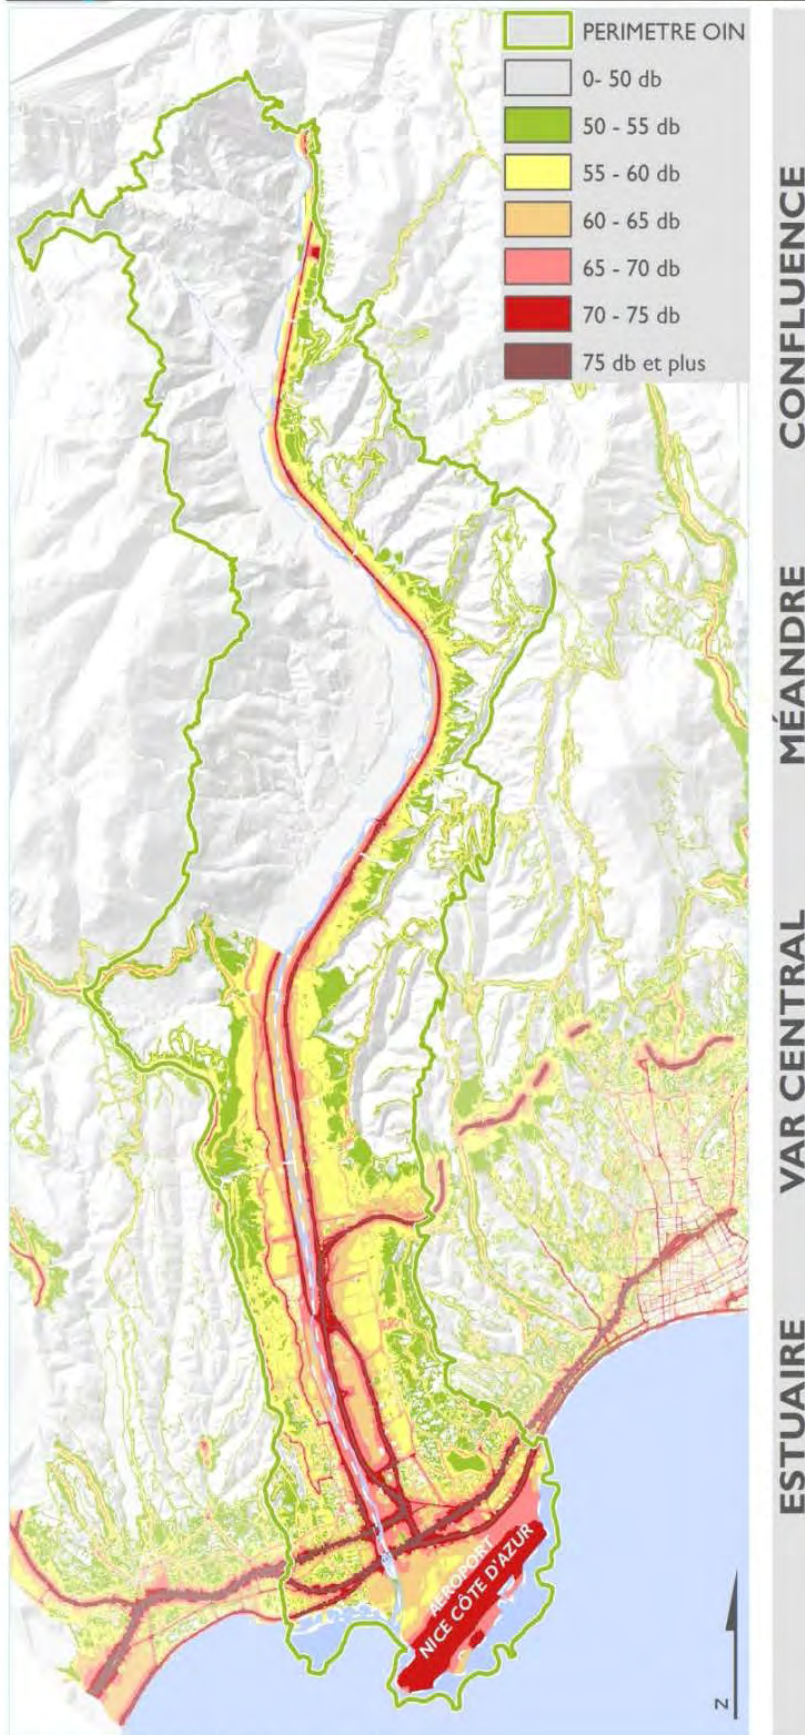 PERIMETRE OIN
0- 50 db
50 - 55 db
55 - 60 db
60 - 65 db
65 - 70 db
70 - 75 db
75 db et plus
CONFLUENCE
MÉANDRE
VAR CENTRAL
ESTUAIRE
AÉROPORT
NICE CÔTE D'AZUR
N